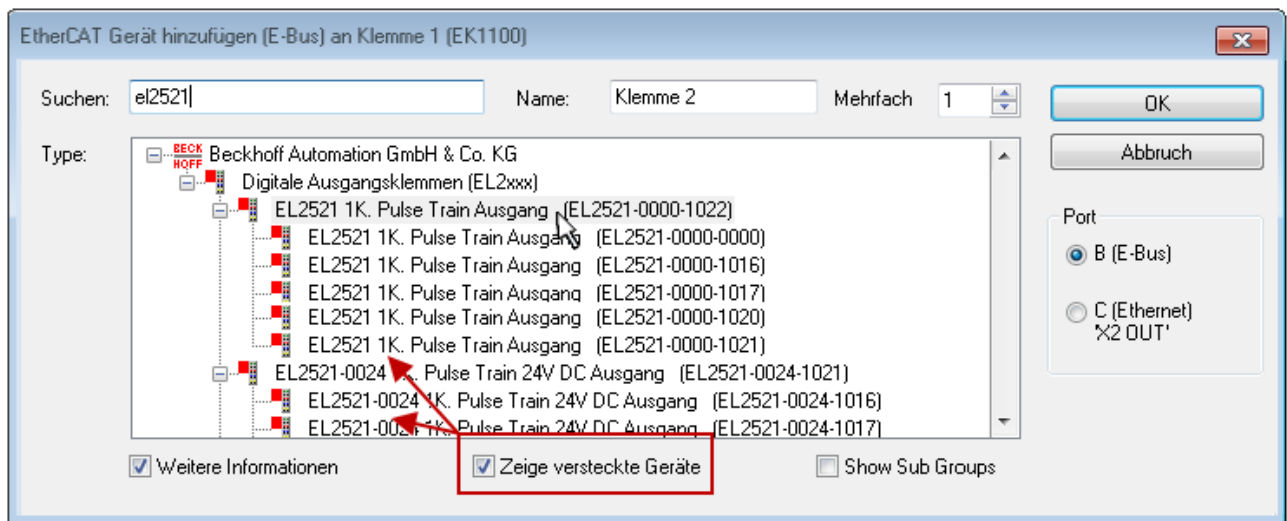 EtherCAT Gerät hinzufügen (E-Bus) an Klemme 1 (EK1100)
Suchen: el2521 Name: Klemme 2 Mehrfach 1 OK
Abbruch
Type: BECKHOFF Beckhoff Automation GmbH & Co. KG
Digitale Ausgangsklemmen (EL2xxx)
EL2521 1K. Pulse Train Ausgang (EL2521-0000-1022)
EL2521 1K. Pulse Train Ausgang (EL2521-0000-0000)
EL2521 1K. Pulse Train Ausgang (EL2521-0000-1016)
EL2521 1K. Pulse Train Ausgang (EL2521-0000-1017)
EL2521 1K. Pulse Train Ausgang (EL2521-0000-1020)
EL2521 1K. Pulse Train Ausgang (EL2521-0000-1021)
EL2521-0024 1K. Pulse Train 24V DC Ausgang (EL2521-0024-1021)
EL2521-0024 1K. Pulse Train 24V DC Ausgang (EL2521-0024-1016)
EL2521-0024 1K. Pulse Train 24V DC Ausgang (EL2521-0024-1017)
Port
B (E-Bus)
C (Ethernet)
'X2 OUT'
Weitere Informationen Zeige versteckte Geräte Show Sub Groups